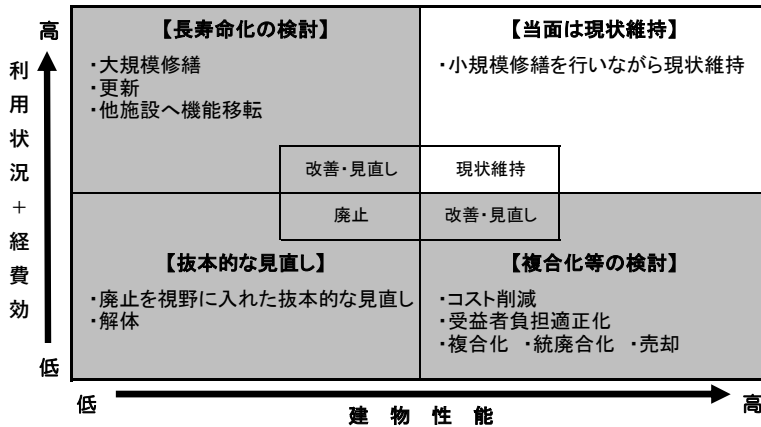 高
利用状況＋経費効
低
【長寿命化の検討】
・大規模修繕
・更新
・他施設へ機能移転
【当面は現状維持】
・小規模修繕を行いながら現状維持
改善・見直し
現状維持
廃止
改善・見直し
【抜本的な見直し】
・廃止を視野に入れた抜本的な見直し
・解体
【複合化等の検討】
・コスト削減
・受益者負担適正化
・複合化 ・統廃合化 ・売却
低
建物性能
高